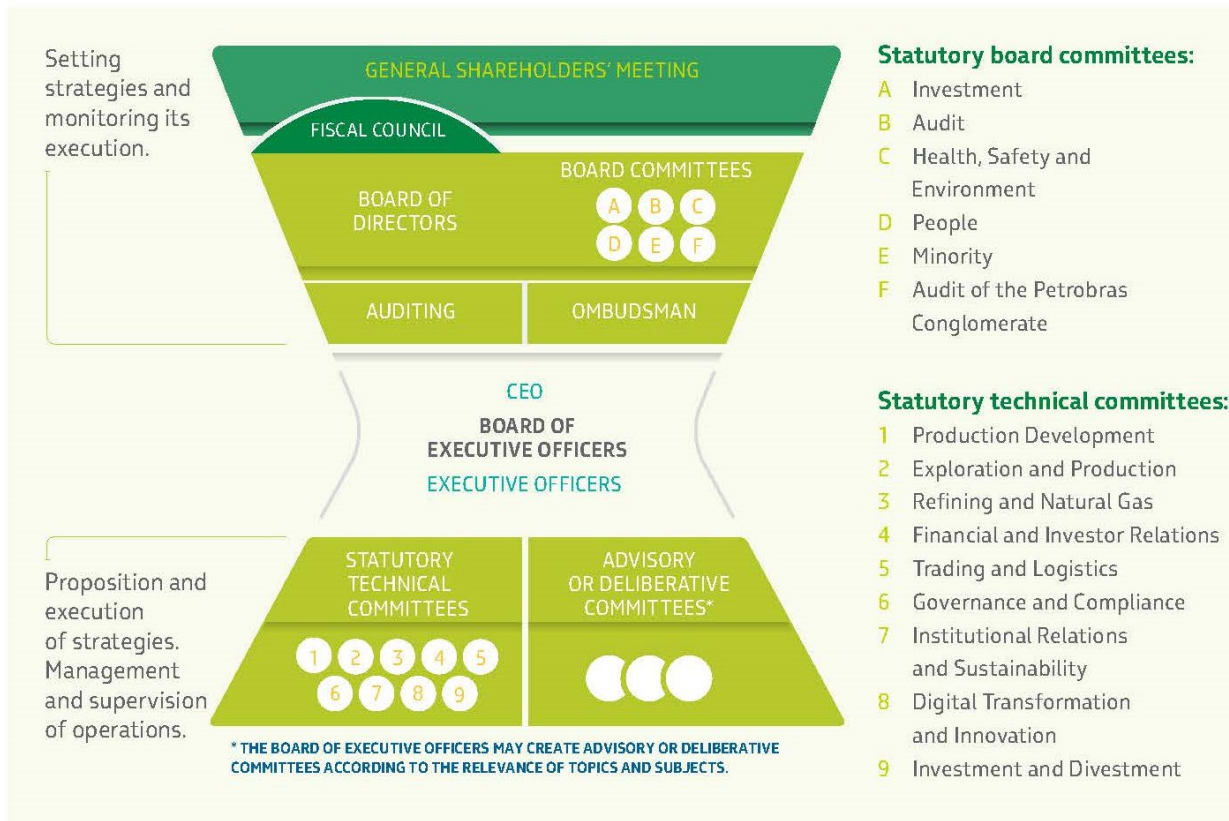 Setting
strategies and
monitoring its
execution.
GENERAL SHAREHOLDERS' MEETING
FISCAL COUNCIL
BOARD OF
DIRECTORS
BOARD COMMITTEES
A B C
D E F
AUDITING
OMBUDSMAN
CEO
BOARD OF
EXECUTIVE OFFICERS
EXECUTIVE OFFICERS
Proposition and
execution
of strategies.
Management
and supervision
of operations.
STATUTORY
TECHNICAL
COMMITTEES
1 2 3 4 5
6 7 8 9
ADVISORY
OR DELIBERATIVE
COMMITTEES*
* THE BOARD OF EXECUTIVE OFFICERS MAY CREATE ADVISORY OR DELIBERATIVE
COMMITTEES ACCORDING TO THE RELEVANCE OF TOPICS AND SUBJECTS.
Statutory board committees:
A Investment
B Audit
C Health, Safety and
Environment
D People
E Minority
F Audit of the Petrobras
Conglomerate
Statutory technical committees:
1 Production Development
2 Exploration and Production
3 Refining and Natural Gas
4 Financial and Investor Relations
5 Trading and Logistics
6 Governance and Compliance
7 Institutional Relations
and Sustainability
8 Digital Transformation
and Innovation
9 Investment and Divestment